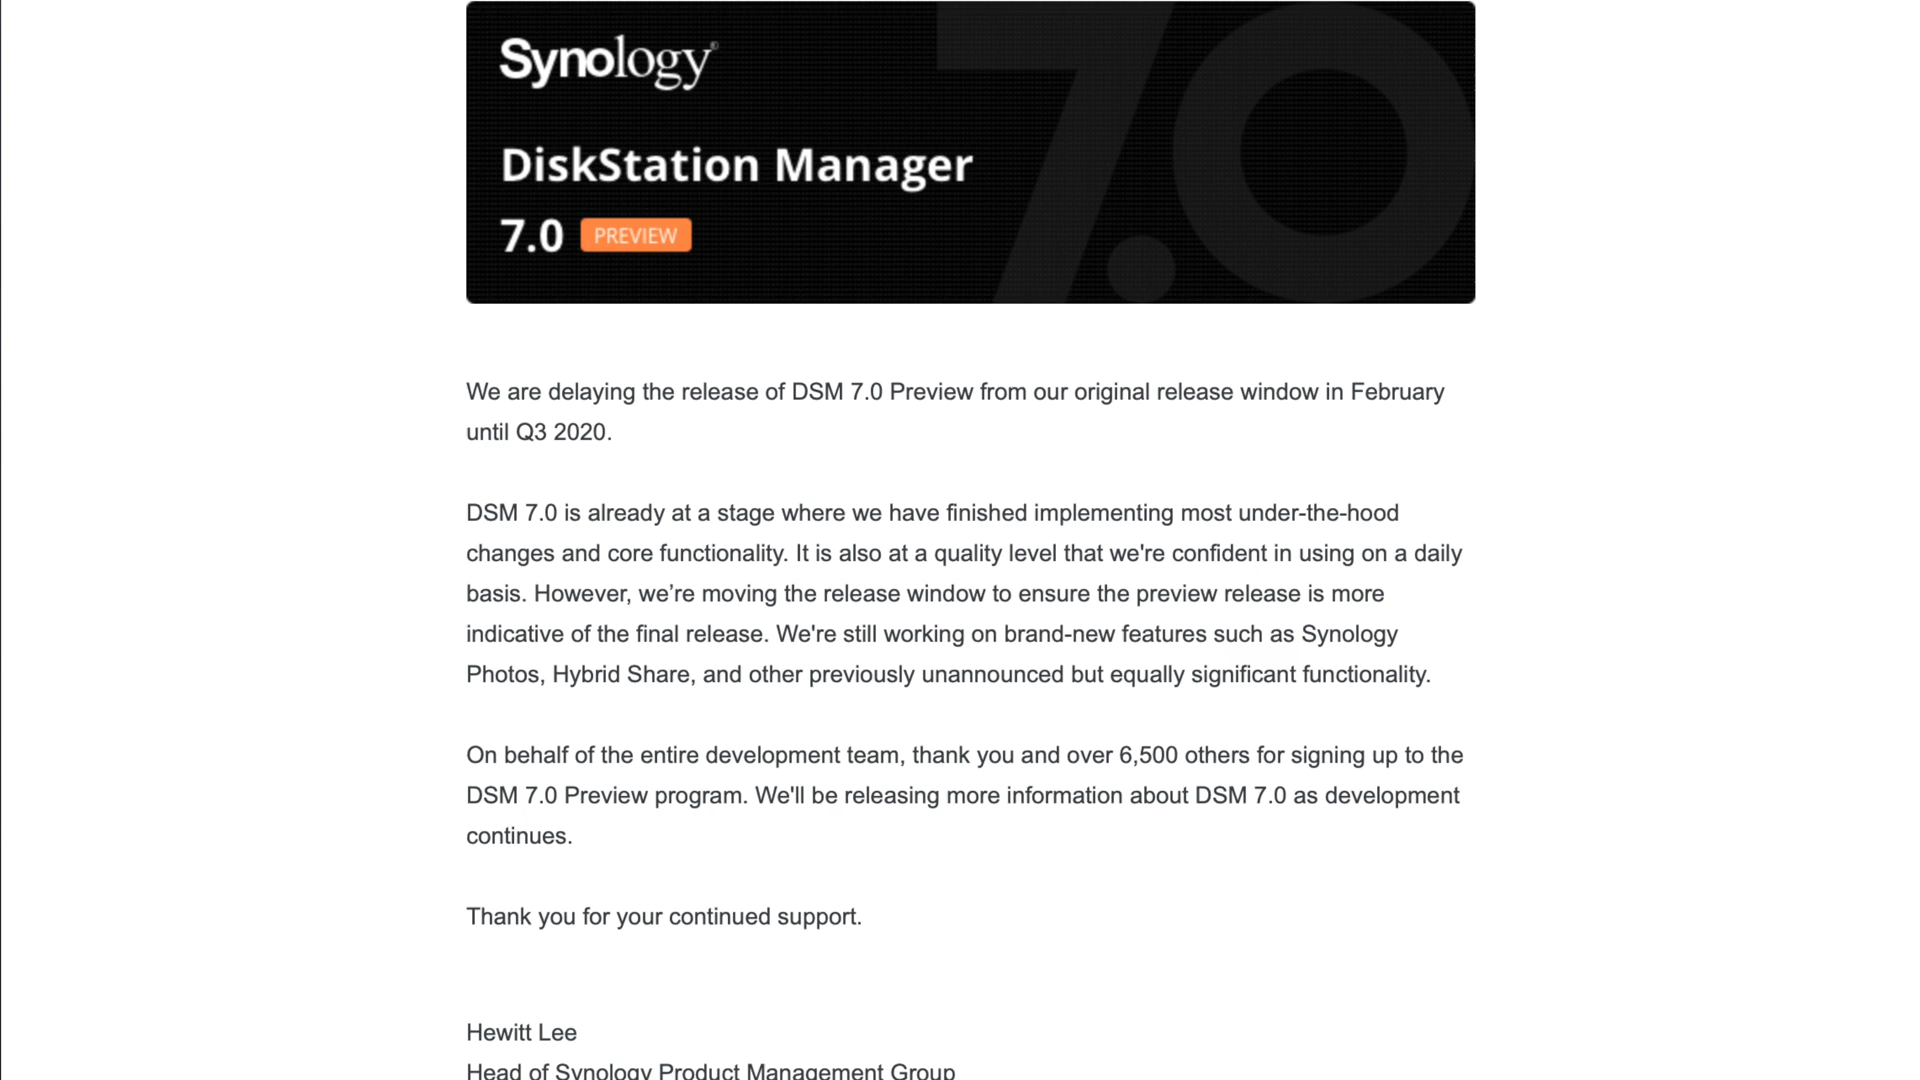 Synology®
DiskStation Manager
7.0 PREVIEW
7.0
We are delaying the release of DSM 7.0 Preview from our original release window in February
until Q3 2020.
DSM 7.0 is already at a stage where we have finished implementing most under-the-hood
changes and core functionality. It is also at a quality level that we're confident in using on a daily
basis. However, we’re moving the release window to ensure the preview release is more
indicative of the final release. We're still working on brand-new features such as Synology
Photos, Hybrid Share, and other previously unannounced but equally significant functionality.
On behalf of the entire development team, thank you and over 6,500 others for signing up to the
DSM 7.0 Preview program. We'll be releasing more information about DSM 7.0 as development
continues.
Thank you for your continued support.
Hewitt Lee
Head of Synology Product Management Group